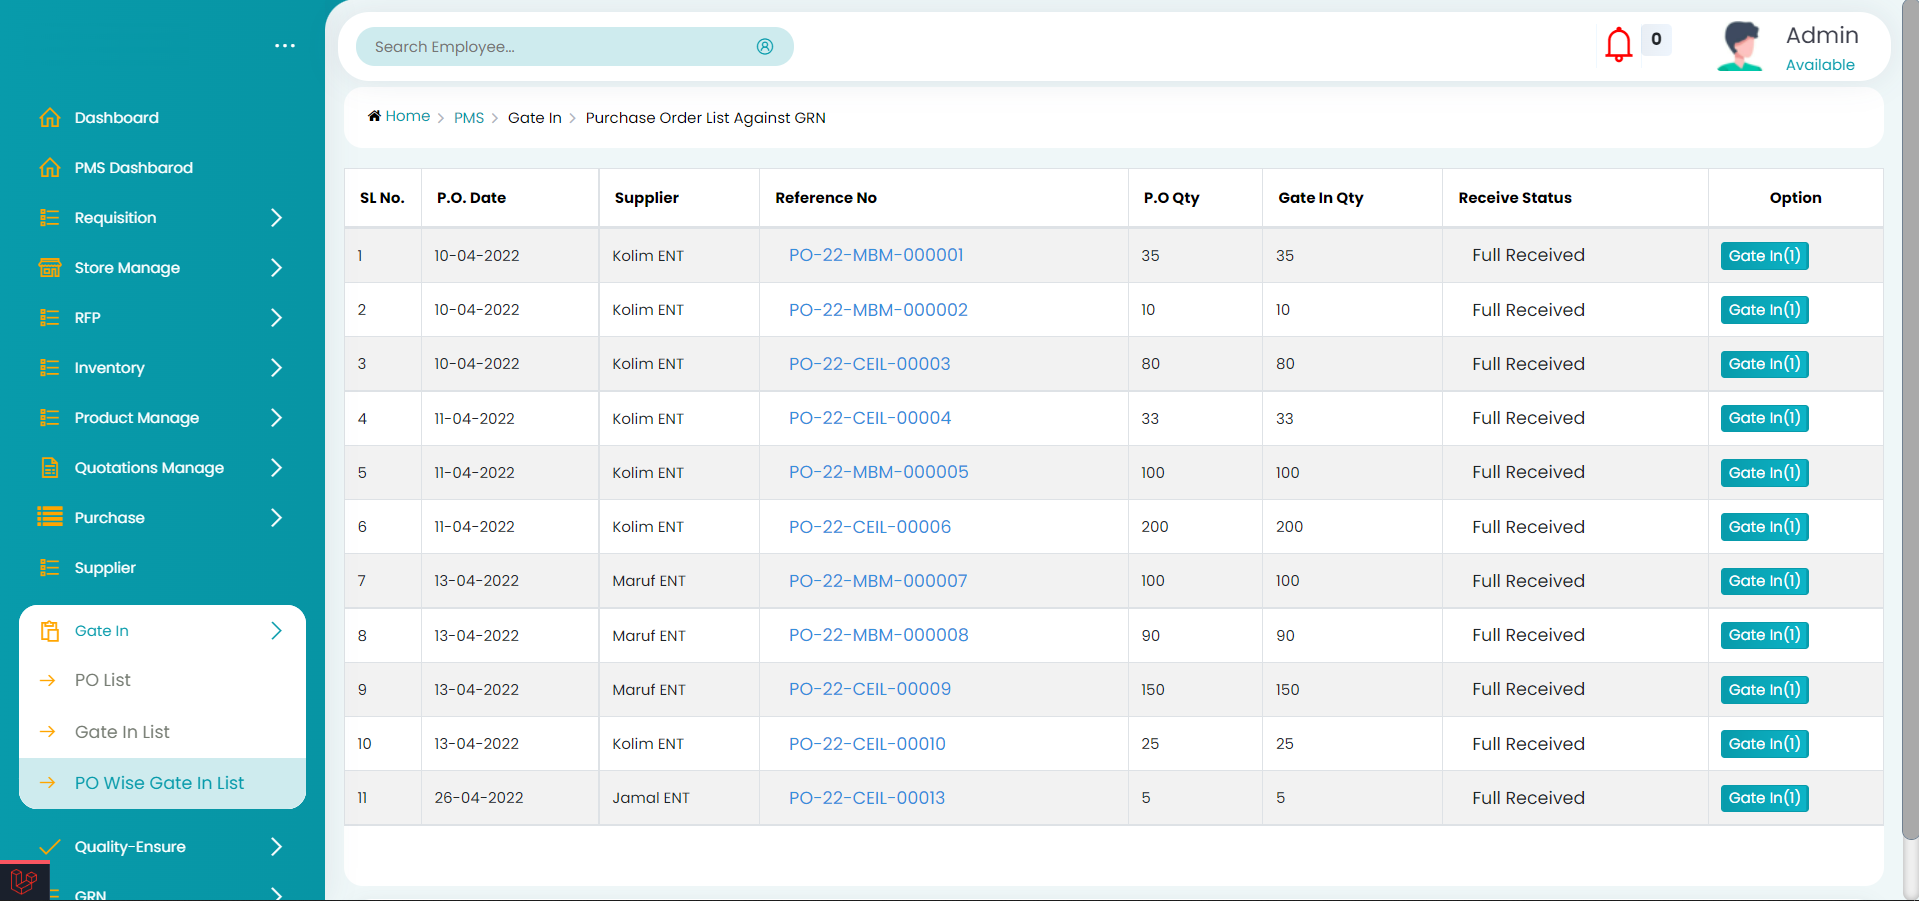 Search Employee...
0
Admin
Available
Dashboard
PMS Dashbarod
Requisition
Store Manage
RFP
Inventory
Product Manage
Quotations Manage
Purchase
Supplier
Gate In
PO List
Gate In List
PO Wise Gate In List
Quality-Ensure
GRN
Home > PMS > Gate In > Purchase Order List Against GRN
SL No. P.O. Date Supplier Reference No P.O Qty Gate In Qty Receive Status Option
1 10-04-2022 Kolim ENT PO-22-MBM-000001 35 35 Full Received Gate In(1)
2 10-04-2022 Kolim ENT PO-22-MBM-000002 10 10 Full Received Gate In(1)
3 10-04-2022 Kolim ENT PO-22-CEIL-00003 80 80 Full Received Gate In(1)
4 11-04-2022 Kolim ENT PO-22-CEIL-00004 33 33 Full Received Gate In(1)
5 11-04-2022 Kolim ENT PO-22-MBM-000005 100 100 Full Received Gate In(1)
6 11-04-2022 Kolim ENT PO-22-CEIL-00006 200 200 Full Received Gate In(1)
7 13-04-2022 Maruf ENT PO-22-MBM-000007 100 100 Full Received Gate In(1)
8 13-04-2022 Maruf ENT PO-22-MBM-000008 90 90 Full Received Gate In(1)
9 13-04-2022 Maruf ENT PO-22-CEIL-00009 150 150 Full Received Gate In(1)
10 13-04-2022 Kolim ENT PO-22-CEIL-00010 25 25 Full Received Gate In(1)
11 26-04-2022 Jamal ENT PO-22-CEIL-00013 5 5 Full Received Gate In(1)